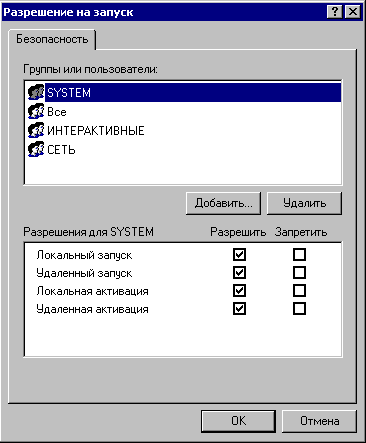 Разрешение на запуск
Безопасность
Группы или пользователи:
SYSTEM
Все
ИНТЕРАКТИВНЫЕ
СЕТЬ
Добавить... Удалить
Разрешения для SYSTEM Разрешить Запретить
Локальный запуск
Удаленный запуск
Локальная активация
Удаленная активация
OK Отмена